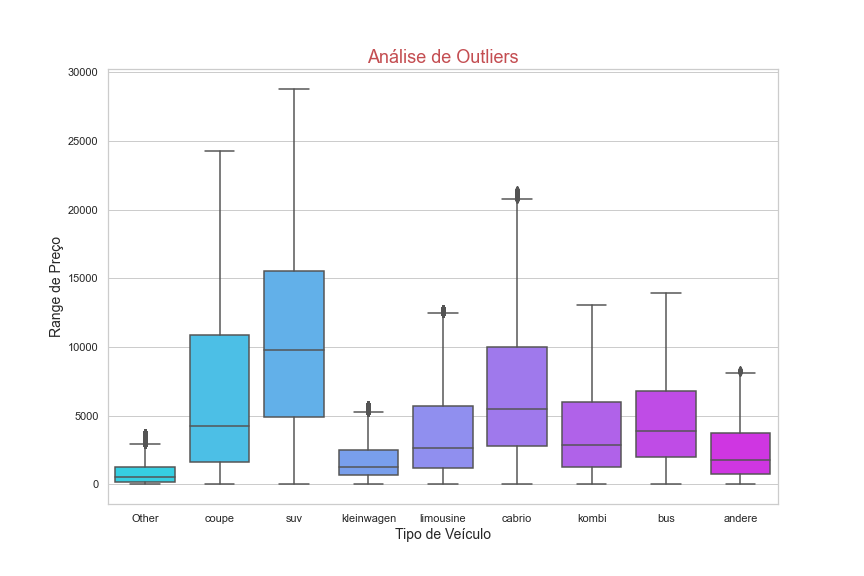 Análise de Outliers
30000
25000
20000
15000
10000
5000
0
Range de Preço
Other coupe suv kleinwagen limousine cabrio kombi bus andere
Tipo de Veículo